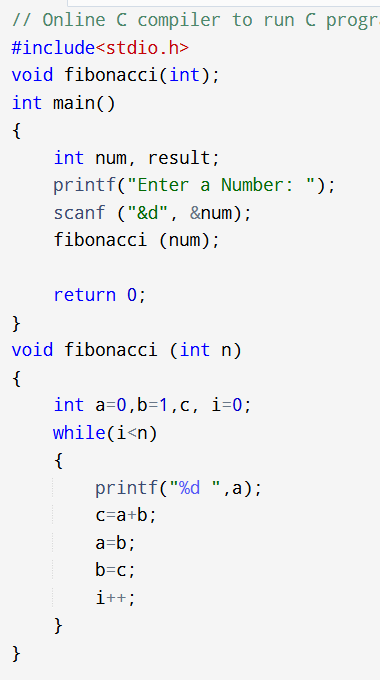 // Online C compiler to run C progr
#include<stdio.h>
void fibonacci(int);
int main()
{
    int num, result;
    printf("Enter a Number: ");
    scanf ("&d", &num);
    fibonacci (num);
    return 0;
}
void fibonacci (int n)
{
    int a=0,b=1,c, i=0;
    while(i<n)
    {
        printf("%d ",a);
        c=a+b;
        a=b;
        b=c;
        i++;
    }
}